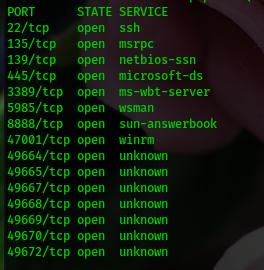 PORT STATE SERVICE
22/tcp open ssh
135/tcp open msrpc
139/tcp open netbios-ssn
445/tcp open microsoft-ds
3389/tcp open ms-wbt-server
5985/tcp open wsman
8888/tcp open sun-answerbook
47001/tcp open winrm
49664/tcp open unknown
49665/tcp open unknown
49667/tcp open unknown
49668/tcp open unknown
49669/tcp open unknown
49670/tcp open unknown
49672/tcp open unknown